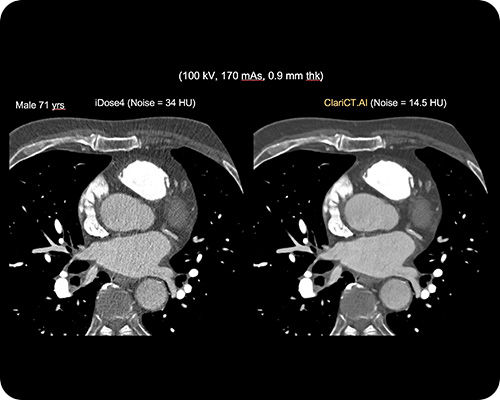 (100 kV, 170 mAs, 0.9 mm thk)
Male 71 yrs
iDose4 (Noise = 34 HU)
ClariCT.AI (Noise = 14.5 HU)